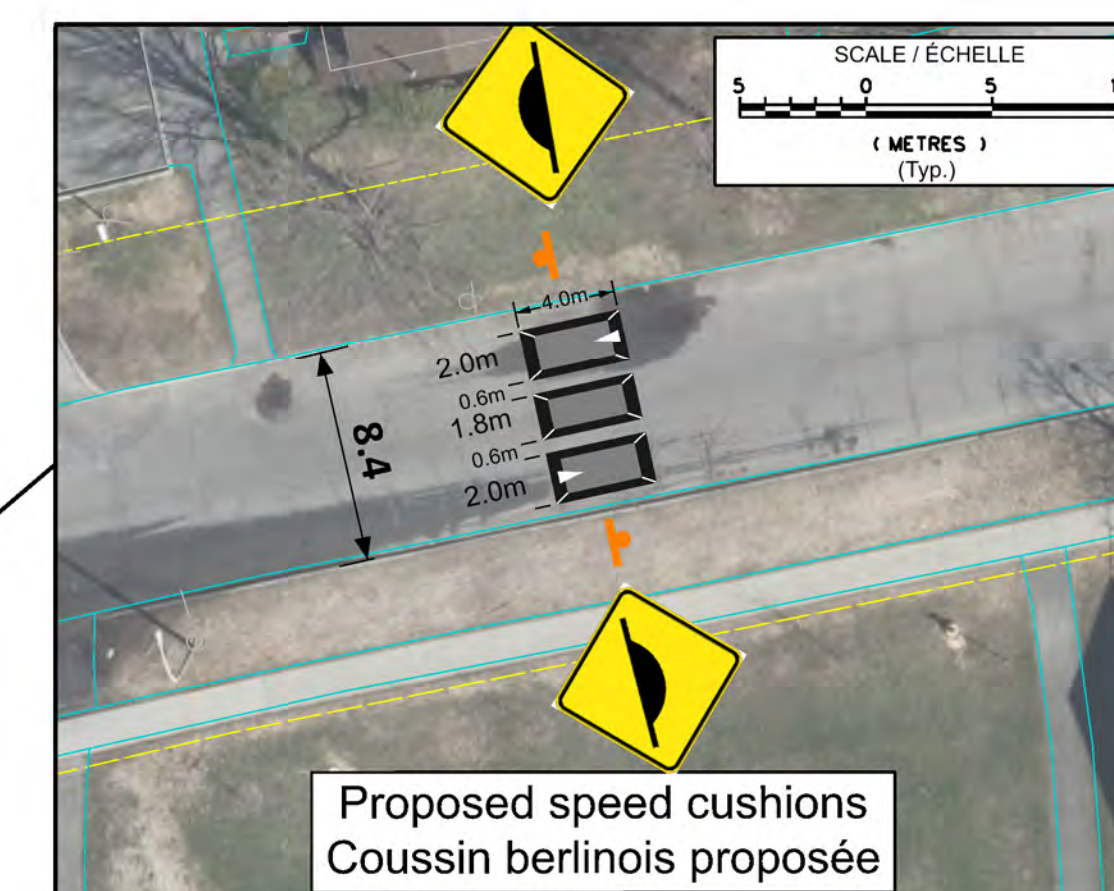 SCALE / ÉCHELLE
5 0 5
( METRES )
(Typ.)
4.0m
2.0m
0.6m
1.8m
0.6m
2.0m
8.4
Proposed speed cushions
Coussin berlinois proposée